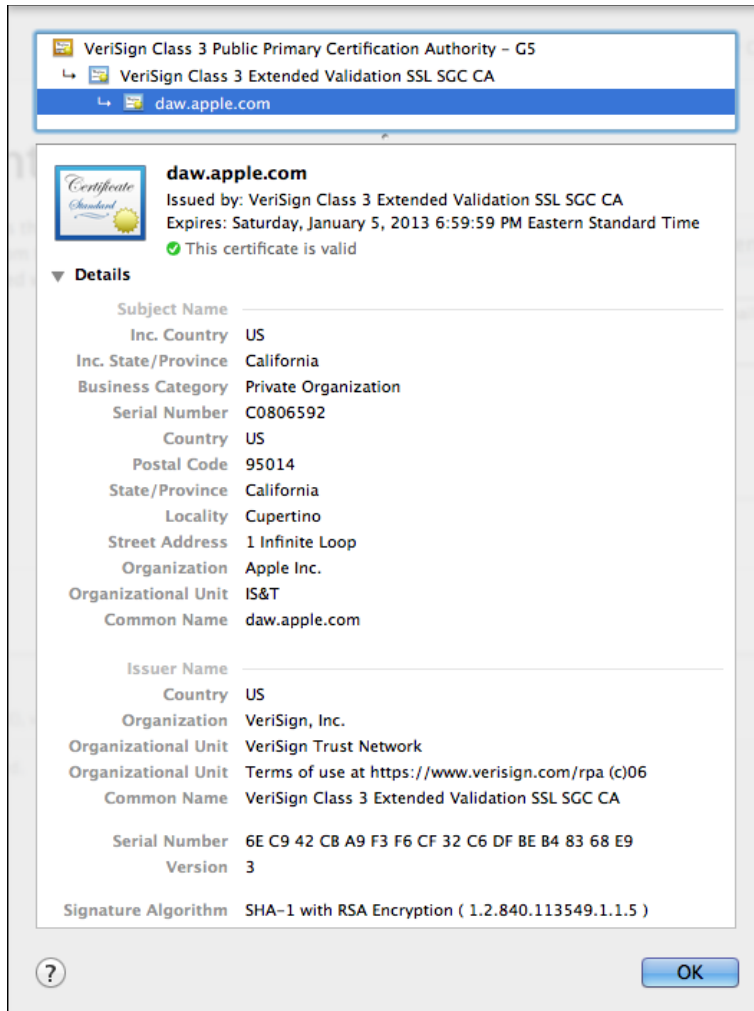 VeriSign Class 3 Public Primary Certification Authority – G5
VeriSign Class 3 Extended Validation SSL SGC CA
daw.apple.com
Certificate
Standard
daw.apple.com
Issued by: VeriSign Class 3 Extended Validation SSL SGC CA
Expires: Saturday, January 5, 2013 6:59:59 PM Eastern Standard Time
This certificate is valid
Details
Subject Name
Inc. Country US
Inc. State/Province California
Business Category Private Organization
Serial Number C0806592
Country US
Postal Code 95014
State/Province California
Locality Cupertino
Street Address 1 Infinite Loop
Organization Apple Inc.
Organizational Unit IS&T
Common Name daw.apple.com
Issuer Name
Country US
Organization VeriSign, Inc.
Organizational Unit VeriSign Trust Network
Organizational Unit Terms of use at https://www.verisign.com/rpa (c)06
Common Name VeriSign Class 3 Extended Validation SSL SGC CA
Serial Number 6E C9 42 CB A9 F3 F6 CF 32 C6 DF BE B4 83 68 E9
Version 3
Signature Algorithm SHA-1 with RSA Encryption ( 1.2.840.113549.1.1.5 )
? OK